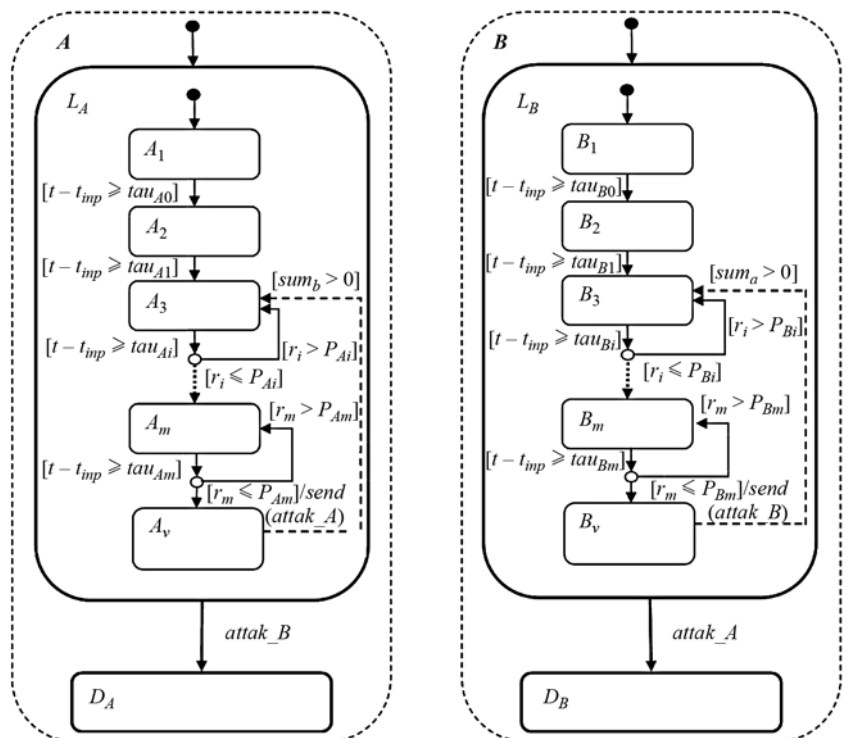 A
L_A
A_1
[t – t_inp ⩾ tau_A0]
A_2
[t – t_inp ⩾ tau_A1]
[sum_b > 0]
A_3
[t – t_inp ⩾ tau_Ai]
[r_i > P_Ai]
[r_i ⩽ P_Ai]
[r_m > P_Am]
A_m
[t – t_inp ⩾ tau_Am]
[r_m ⩽ P_Am]/send
(attak_A)
A_v
attak_B
D_A
B
L_B
B_1
[t – t_inp ⩾ tau_B0]
B_2
[t – t_inp ⩾ tau_B1]
[sum_a > 0]
B_3
[r_i > P_Bi]
[t – t_inp ⩾ tau_Bi]
[r_i ⩽ P_Bi]
[r_m > P_Bm]
B_m
[t – t_inp ⩾ tau_Bm]
[r_m ⩽ P_Bm]/send
(attak_B)
B_v
attak_A
D_B